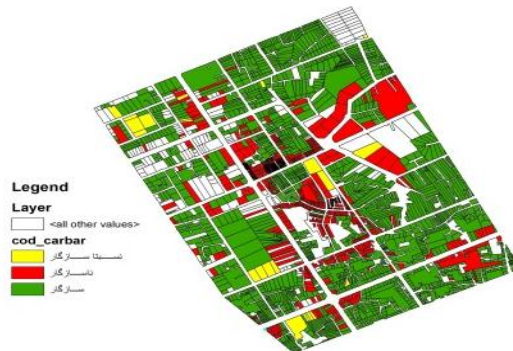 Legend
Layer
<all other values>
cod_carbar
نسبتا سازگار
ناسازگار
سازگار